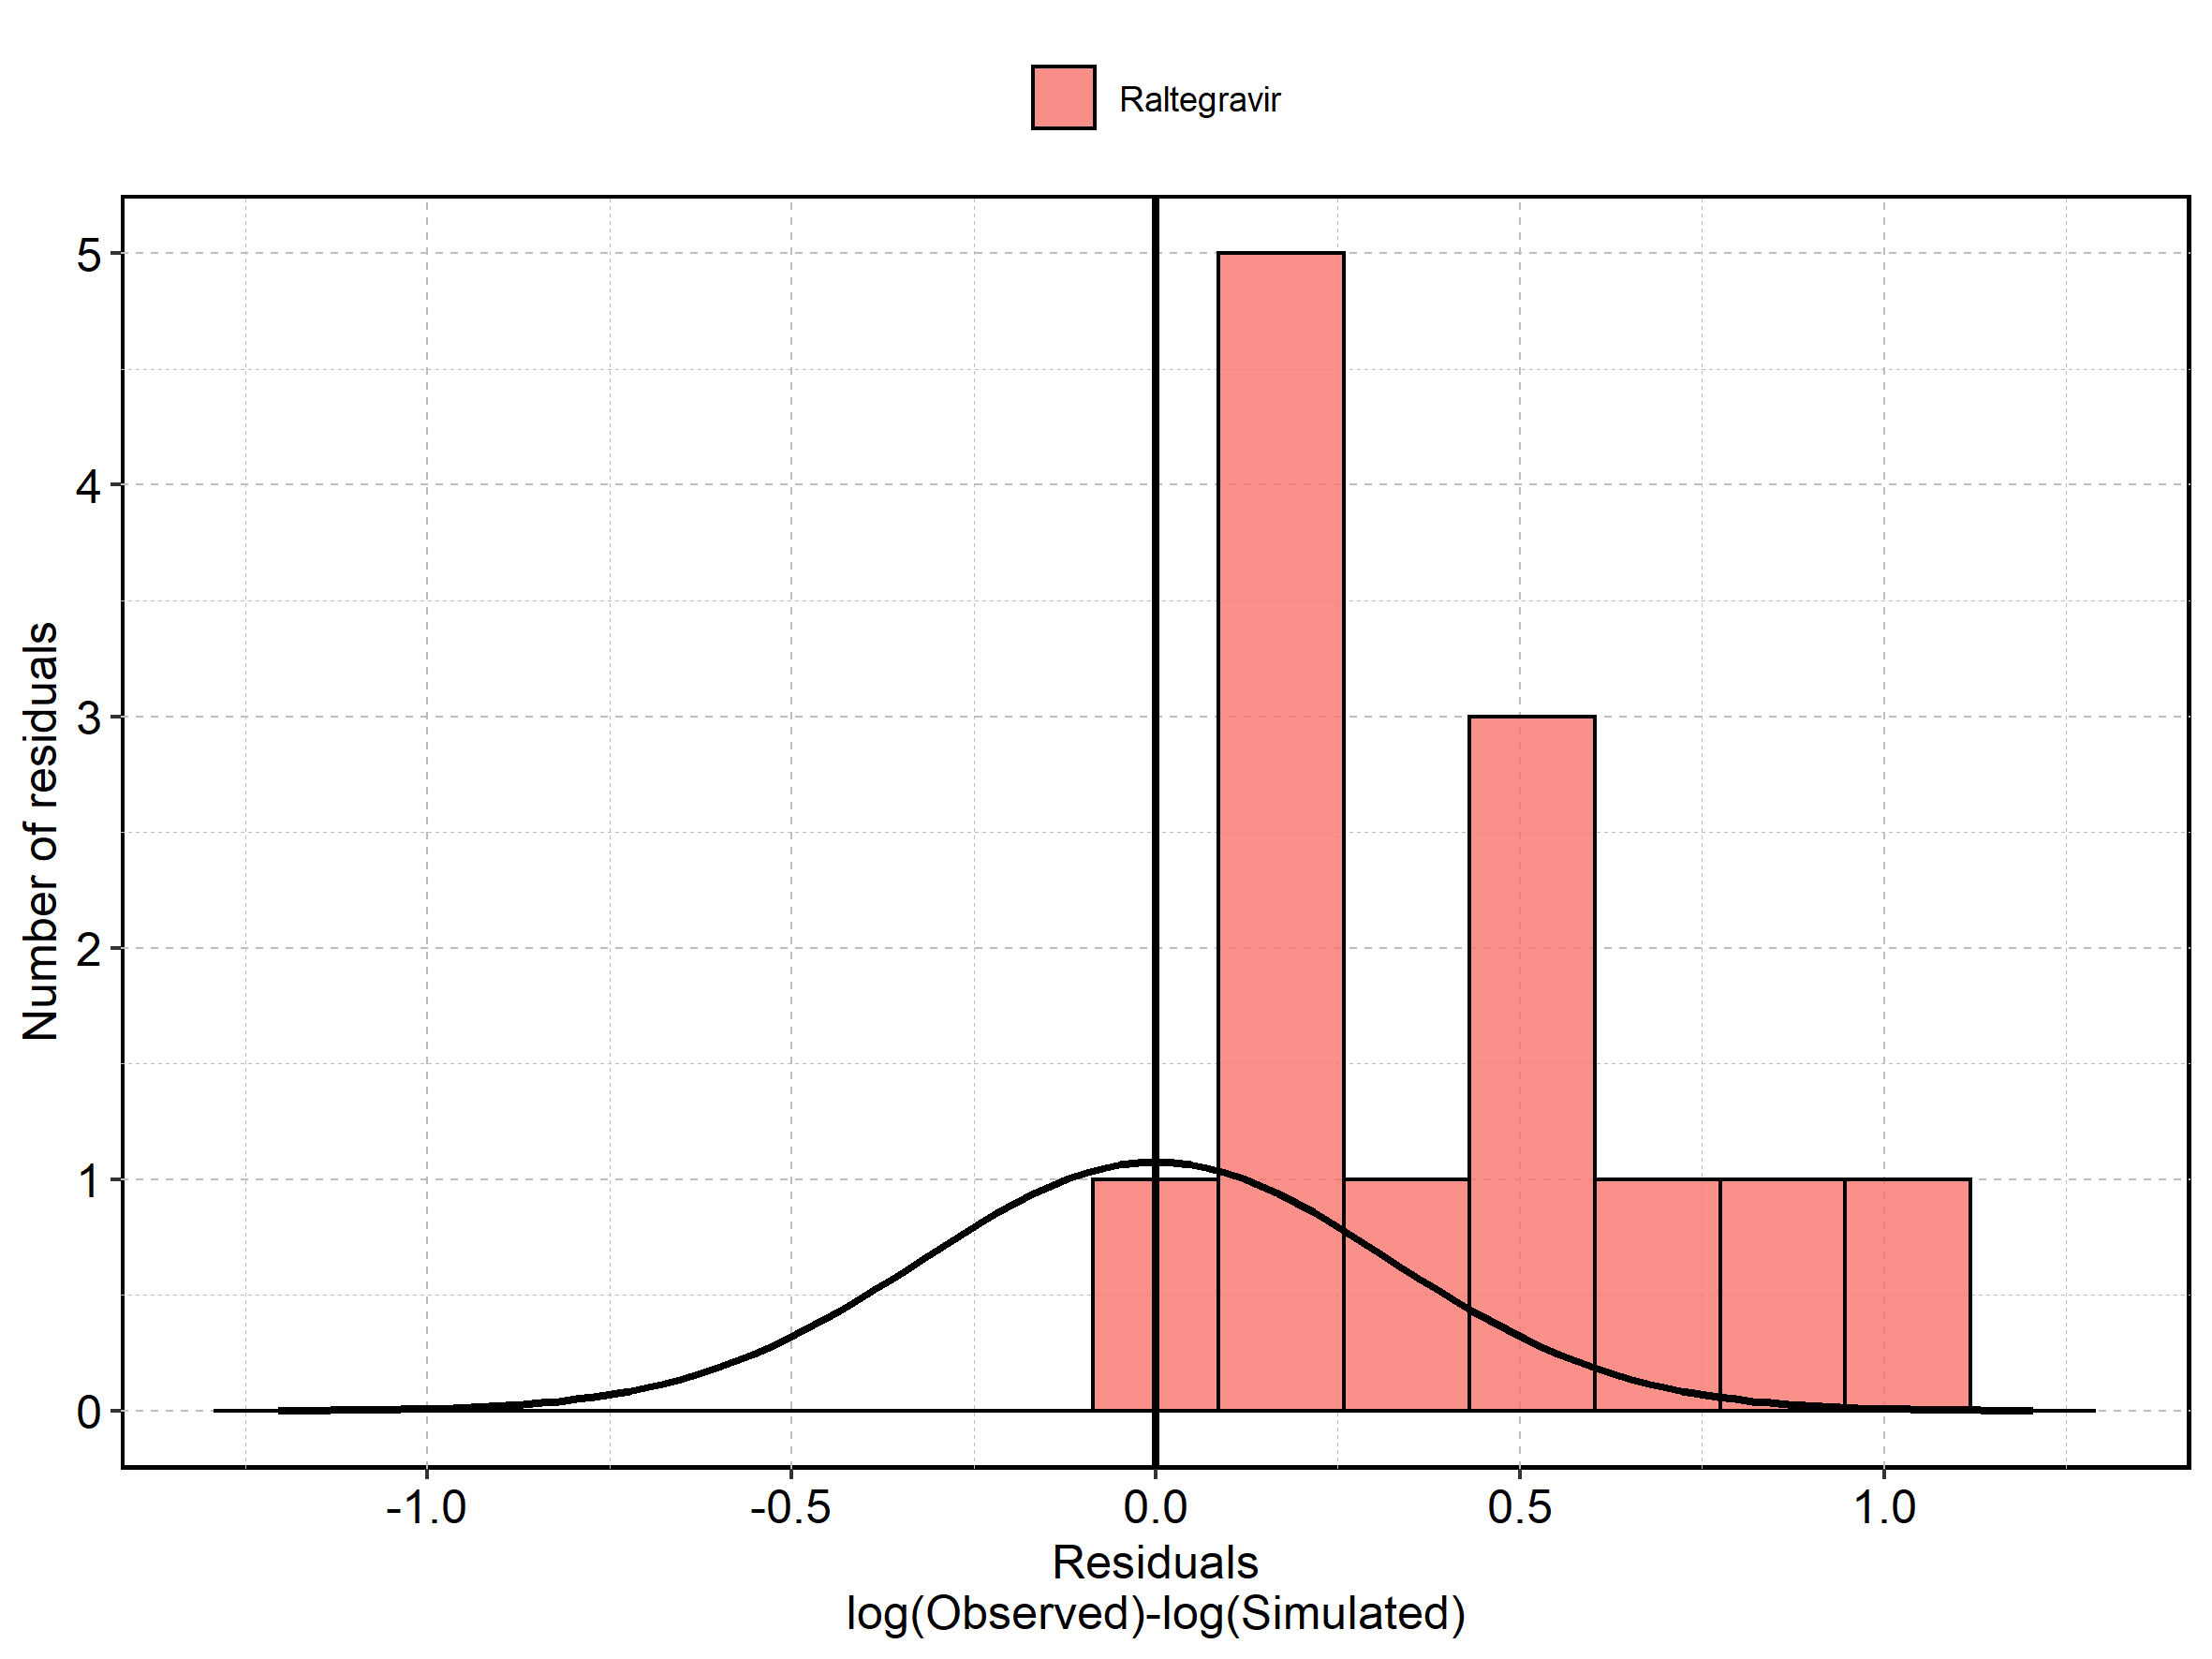 Raltegravir
5
4
3
2
1
0
Number of residuals
-1.0 -0.5 0.0 0.5 1.0
Residuals
log(Observed)-log(Simulated)